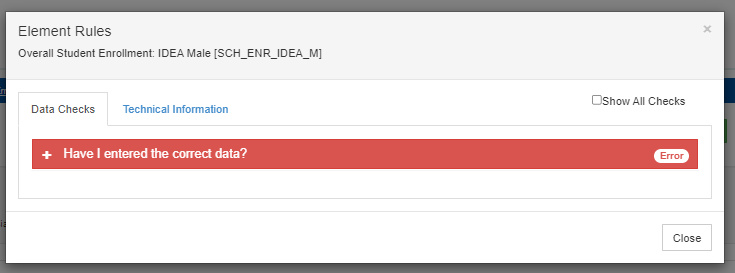 Element Rules
×
Overall Student Enrollment: IDEA Male [SCH_ENR_IDEA_M]
Data Checks
Technical Information
Show All Checks
+ Have I entered the correct data?
Error
Close